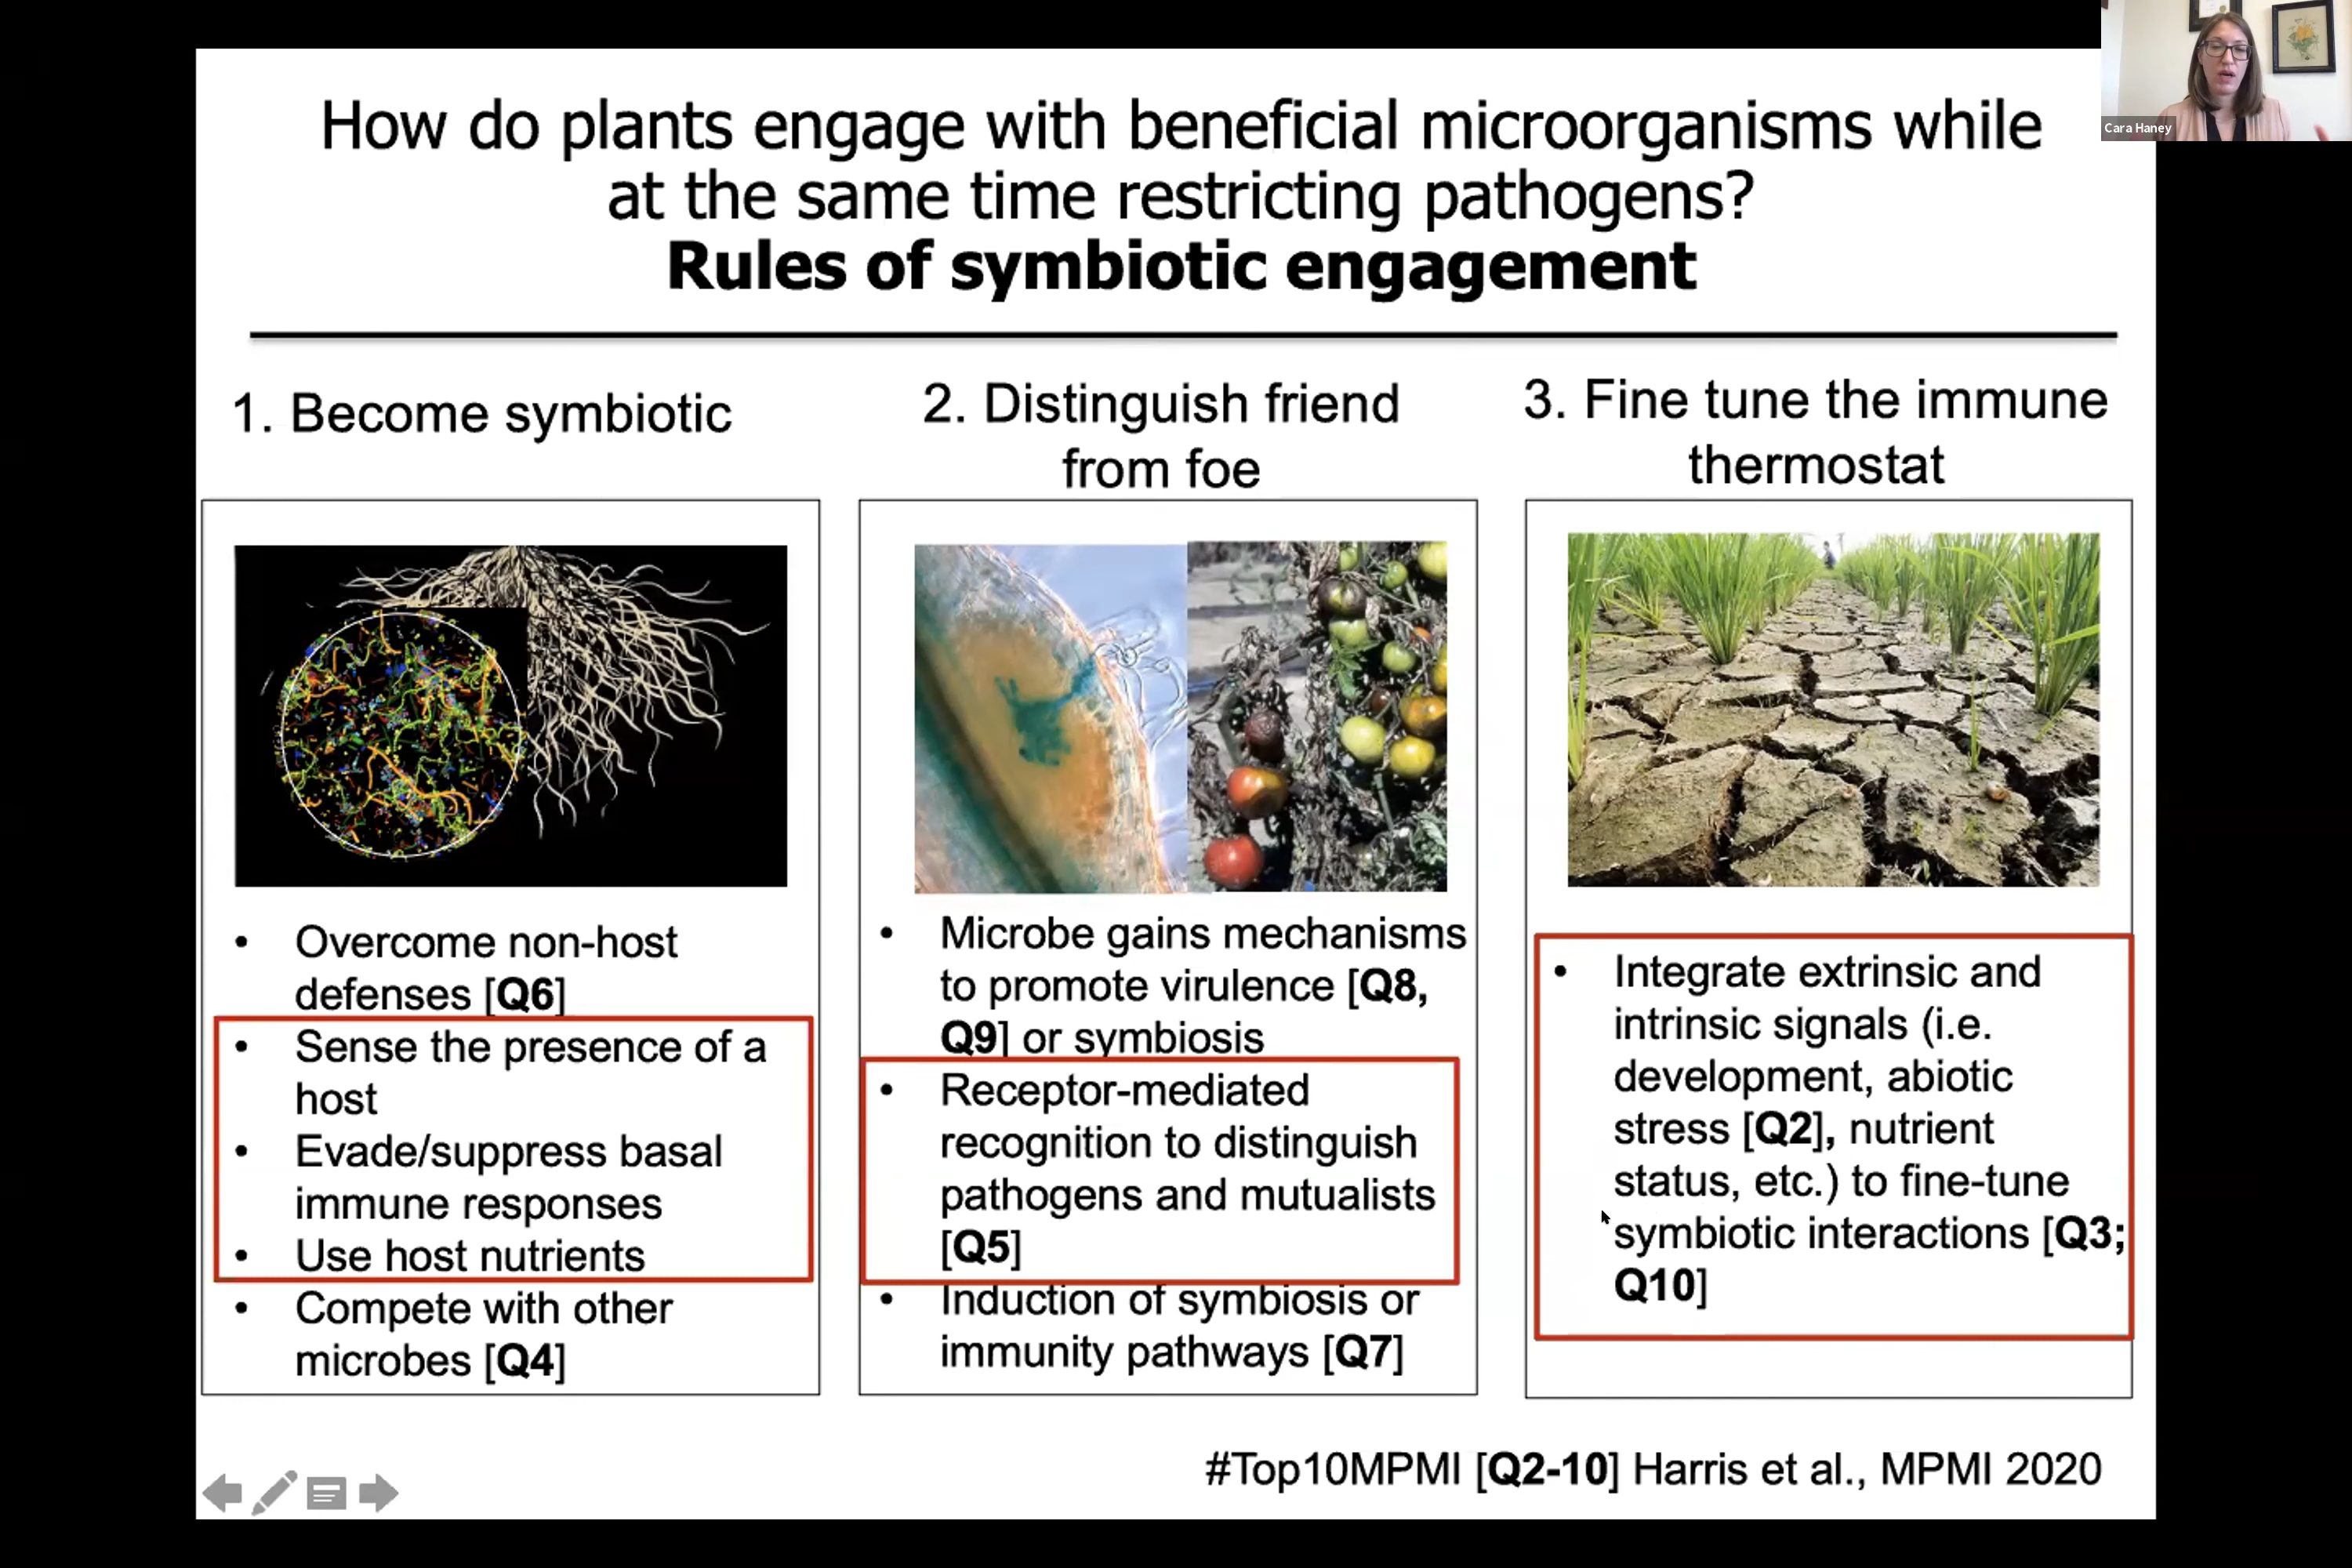 How do plants engage with beneficial microorganisms while
at the same time restricting pathogens?
Rules of symbiotic engagement
Cara Haney
1. Become symbiotic
• Overcome non-host
defenses [Q6]
• Sense the presence of a
host
• Evade/suppress basal
immune responses
• Use host nutrients
• Compete with other
microbes [Q4]
2. Distinguish friend
from foe
• Microbe gains mechanisms
to promote virulence [Q8,
Q9] or symbiosis
• Receptor-mediated
recognition to distinguish
pathogens and mutualists
[Q5]
• Induction of symbiosis or
immunity pathways [Q7]
3. Fine tune the immune
thermostat
• Integrate extrinsic and
intrinsic signals (i.e.
development, abiotic
stress [Q2], nutrient
status, etc.) to fine-tune
symbiotic interactions [Q3;
Q10]
#Top10MPMI [Q2-10] Harris et al., MPMI 2020